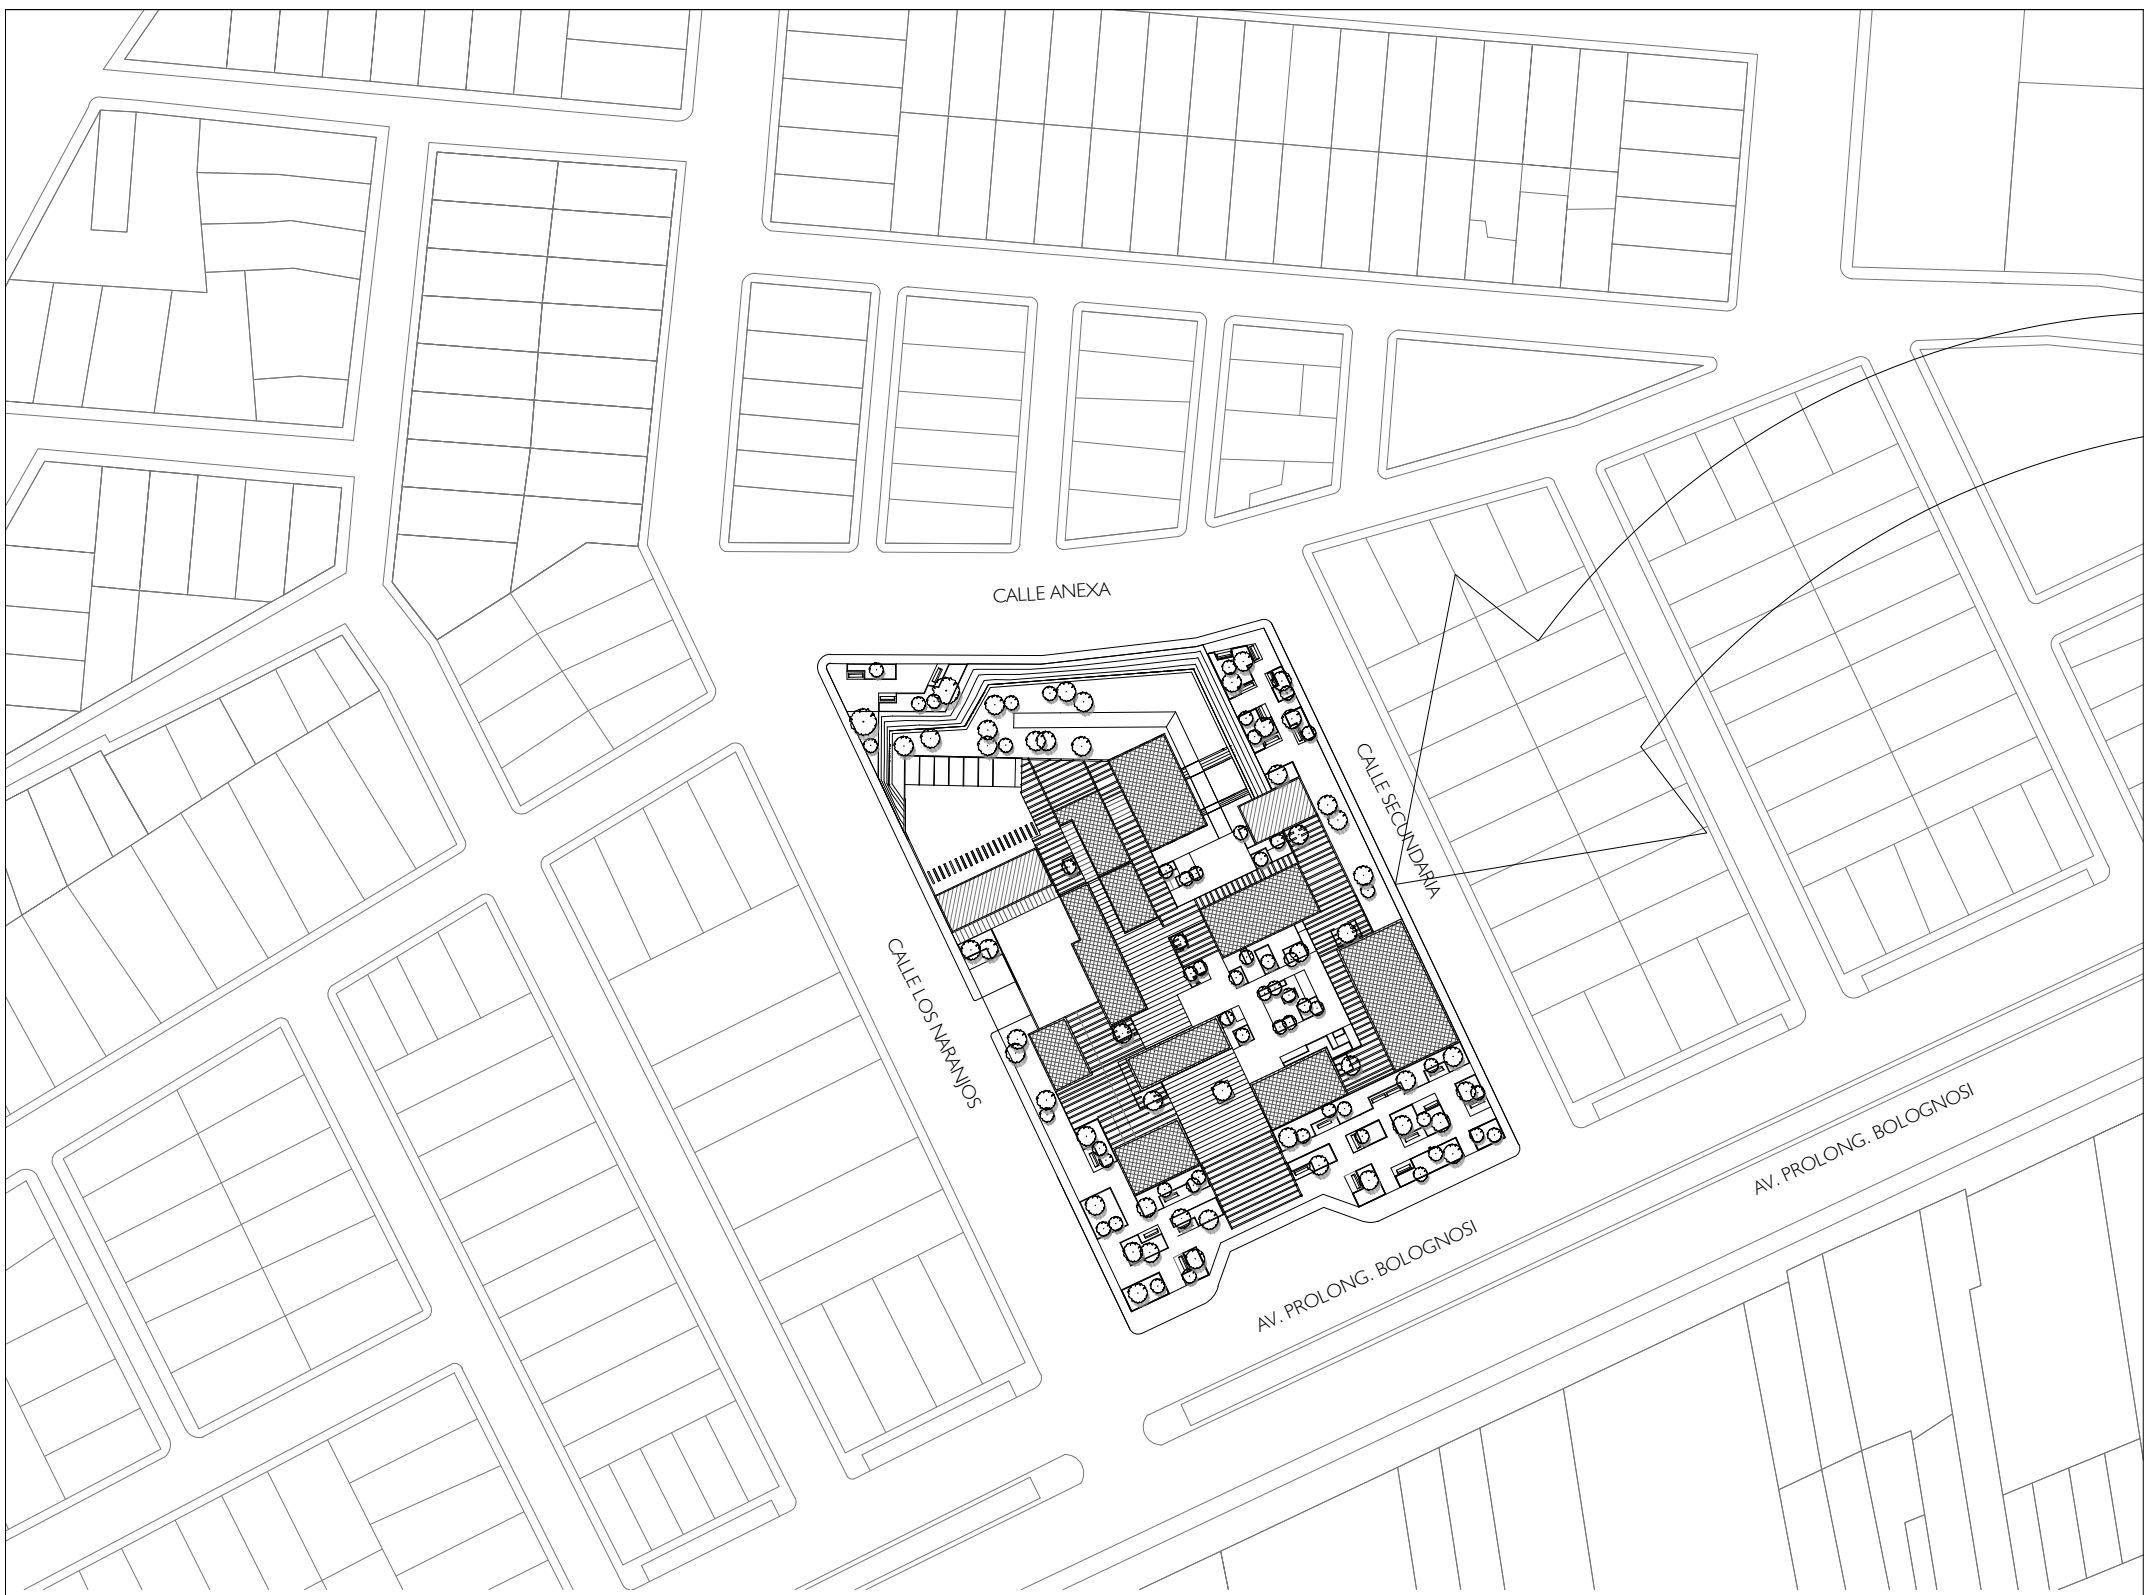 CALLE ANEXA
CALLE SECUNDARIA
CALLE LOS NARANJOS
AV. PROLONG. BOLOGNOSI
AV. PROLONG. BOLOGNOSI